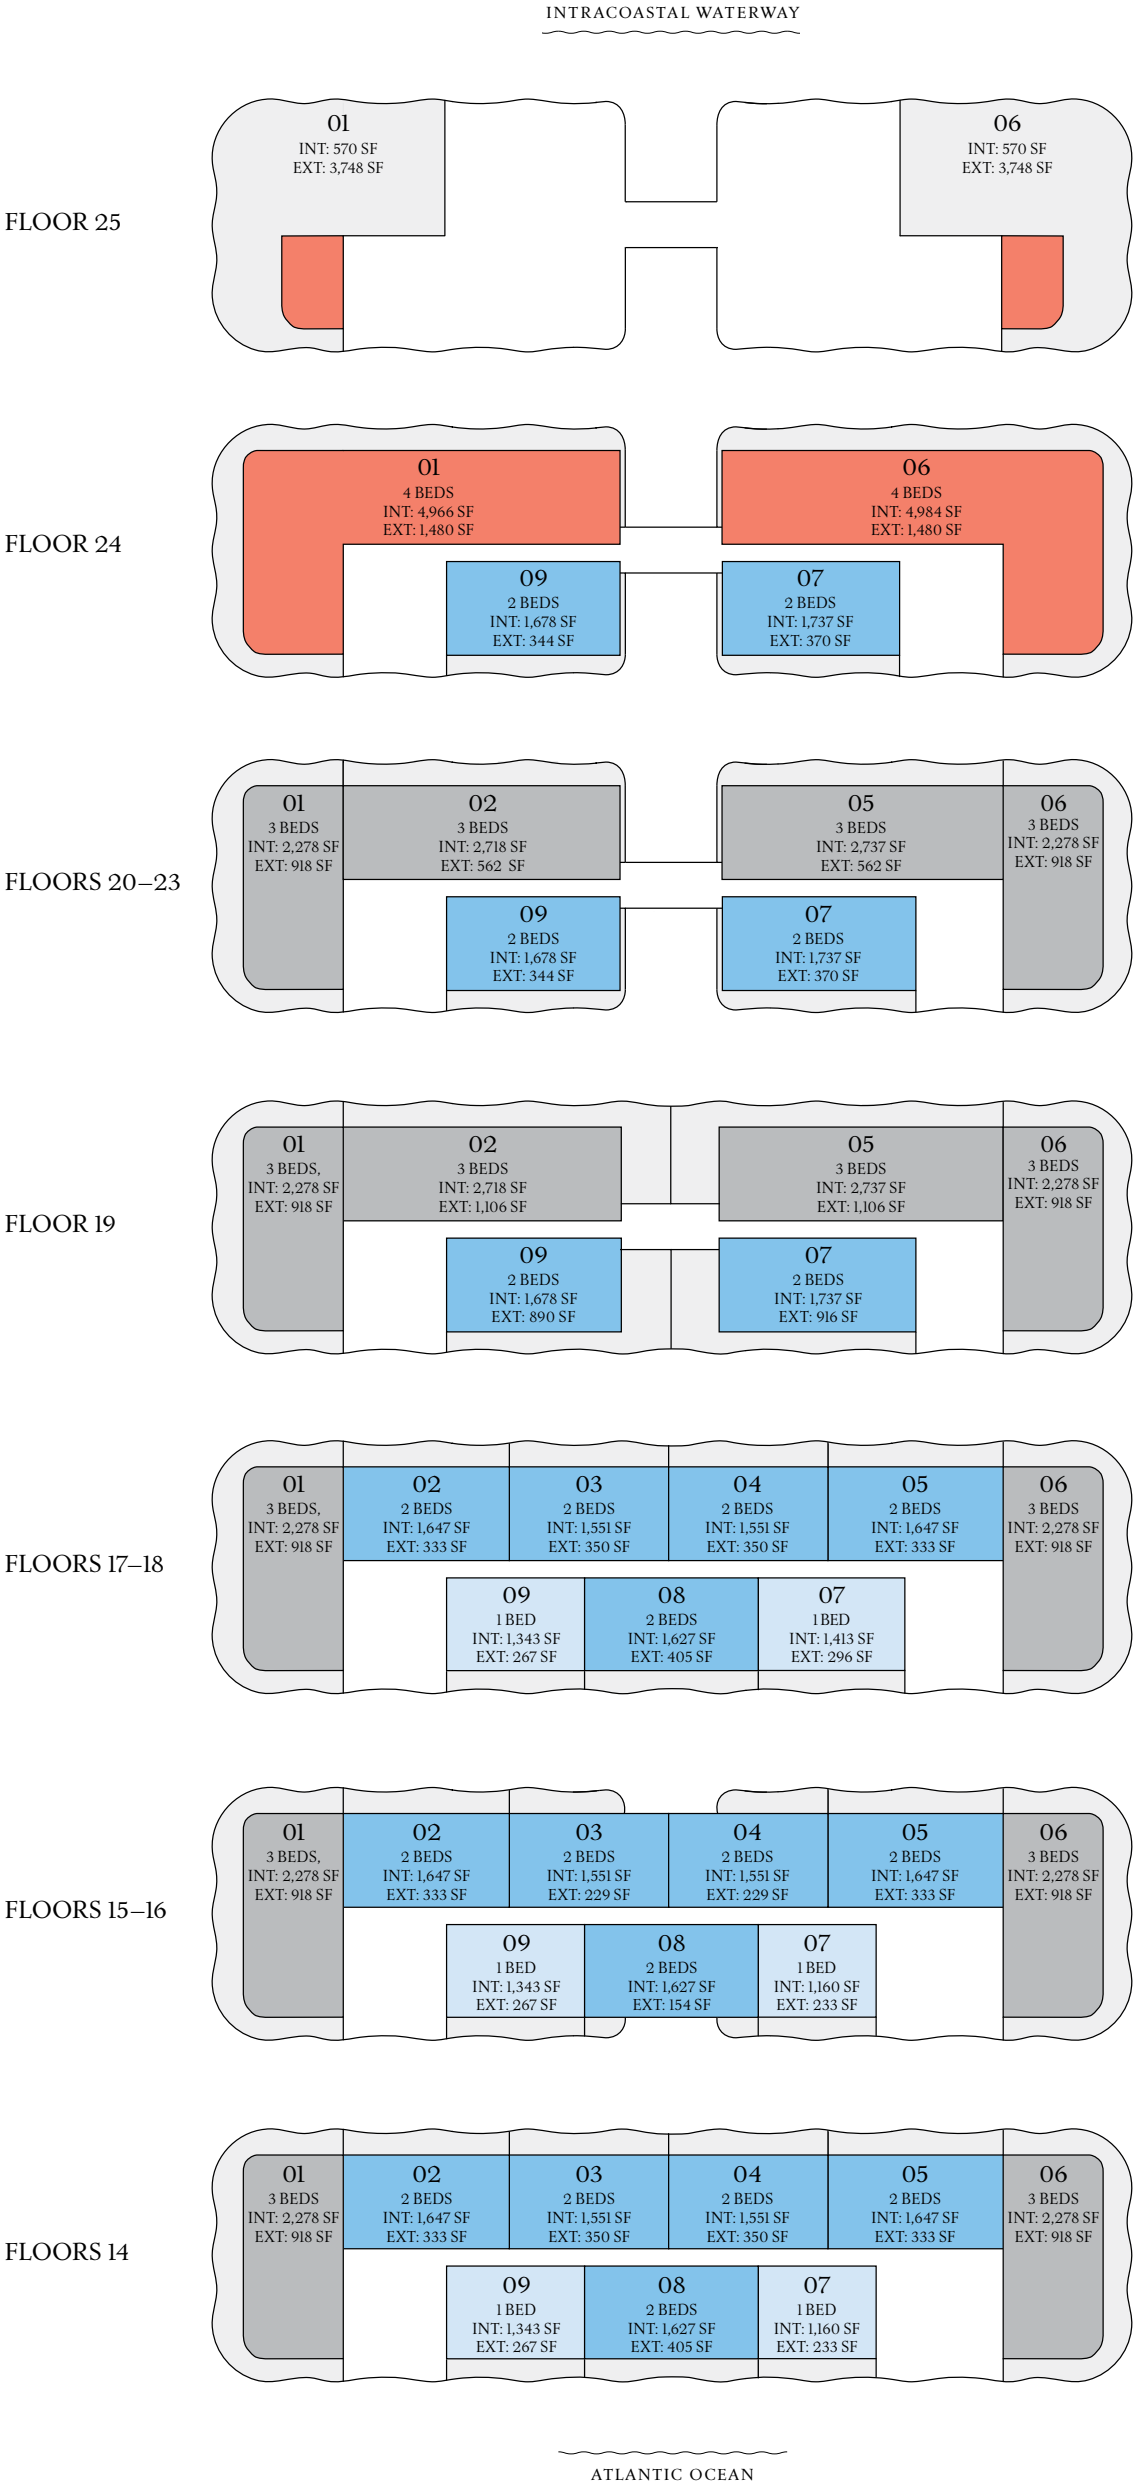 INTRACOASTAL WATERWAY
FLOOR 25
01
INT: 570 SF
EXT: 3,748 SF
06
INT: 570 SF
EXT: 3,748 SF
FLOOR 24
01
4 BEDS
INT: 4,966 SF
EXT: 1,480 SF
06
4 BEDS
INT: 4,984 SF
EXT: 1,480 SF
09
2 BEDS
INT: 1,678 SF
EXT: 344 SF
07
2 BEDS
INT: 1,737 SF
EXT: 370 SF
FLOORS 20–23
01
3 BEDS
INT: 2,278 SF
EXT: 918 SF
02
3 BEDS
INT: 2,718 SF
EXT: 562 SF
05
3 BEDS
INT: 2,737 SF
EXT: 562 SF
06
3 BEDS
INT: 2,278 SF
EXT: 918 SF
09
2 BEDS
INT: 1,678 SF
EXT: 344 SF
07
2 BEDS
INT: 1,737 SF
EXT: 370 SF
FLOOR 19
01
3 BEDS,
INT: 2,278 SF
EXT: 918 SF
02
3 BEDS
INT: 2,718 SF
EXT: 1,106 SF
05
3 BEDS
INT: 2,737 SF
EXT: 1,106 SF
06
3 BEDS
INT: 2,278 SF
EXT: 918 SF
09
2 BEDS
INT: 1,678 SF
EXT: 890 SF
07
2 BEDS
INT: 1,737 SF
EXT: 916 SF
FLOORS 17–18
01
3 BEDS,
INT: 2,278 SF
EXT: 918 SF
02
2 BEDS
INT: 1,647 SF
EXT: 333 SF
03
2 BEDS
INT: 1,551 SF
EXT: 350 SF
04
2 BEDS
INT: 1,551 SF
EXT: 350 SF
05
2 BEDS
INT: 1,647 SF
EXT: 333 SF
06
3 BEDS
INT: 2,278 SF
EXT: 918 SF
09
1 BED
INT: 1,343 SF
EXT: 267 SF
08
2 BEDS
INT: 1,627 SF
EXT: 405 SF
07
1 BED
INT: 1,413 SF
EXT: 296 SF
FLOORS 15–16
01
3 BEDS,
INT: 2,278 SF
EXT: 918 SF
02
2 BEDS
INT: 1,647 SF
EXT: 333 SF
03
2 BEDS
INT: 1,551 SF
EXT: 229 SF
04
2 BEDS
INT: 1,551 SF
EXT: 229 SF
05
2 BEDS
INT: 1,647 SF
EXT: 333 SF
06
3 BEDS
INT: 2,278 SF
EXT: 918 SF
09
1 BED
INT: 1,343 SF
EXT: 267 SF
08
2 BEDS
INT: 1,627 SF
EXT: 154 SF
07
1 BED
INT: 1,160 SF
EXT: 233 SF
FLOORS 14
01
3 BEDS
INT: 2,278 SF
EXT: 918 SF
02
2 BEDS
INT: 1,647 SF
EXT: 333 SF
03
2 BEDS
INT: 1,551 SF
EXT: 350 SF
04
2 BEDS
INT: 1,551 SF
EXT: 350 SF
05
2 BEDS
INT: 1,647 SF
EXT: 333 SF
06
3 BEDS
INT: 2,278 SF
EXT: 918 SF
09
1 BED
INT: 1,343 SF
EXT: 267 SF
08
2 BEDS
INT: 1,627 SF
EXT: 405 SF
07
1 BED
INT: 1,160 SF
EXT: 233 SF
ATLANTIC OCEAN